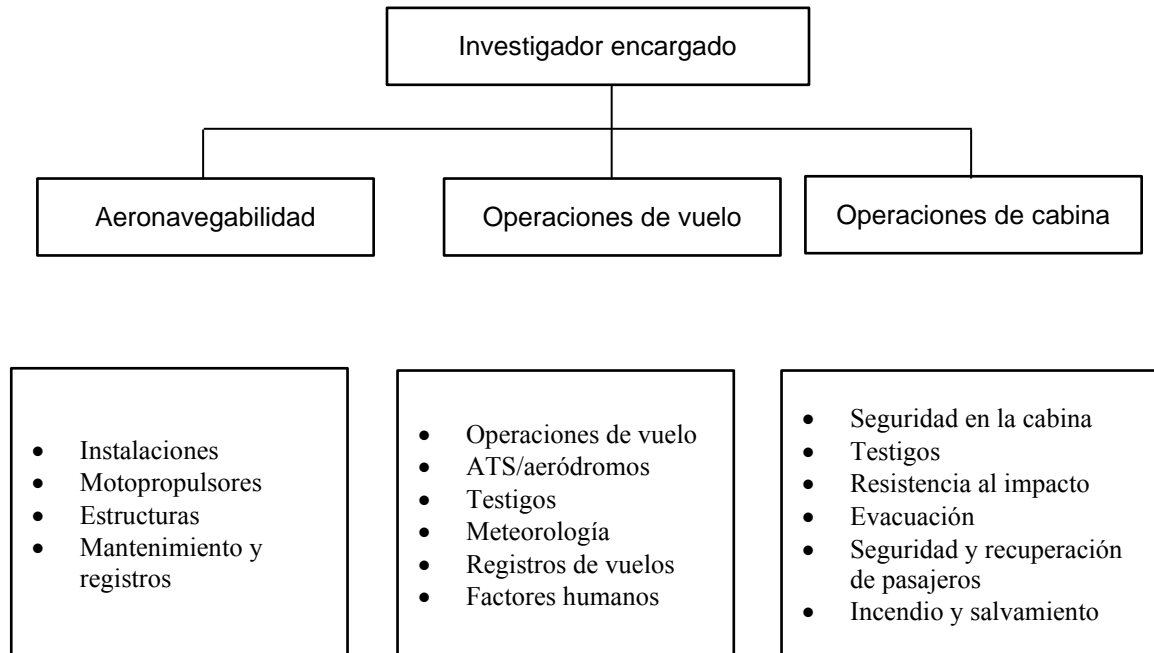 Investigador encargado
Aeronavegabilidad
Operaciones de vuelo
Operaciones de cabina
• Instalaciones
• Motopropulsores
• Estructuras
• Mantenimiento y
registros
• Operaciones de vuelo
• ATS/aeródromos
• Testigos
• Meteorología
• Registros de vuelos
• Factores humanos
• Seguridad en la cabina
• Testigos
• Resistencia al impacto
• Evacuación
• Seguridad y recuperación
de pasajeros
• Incendio y salvamiento